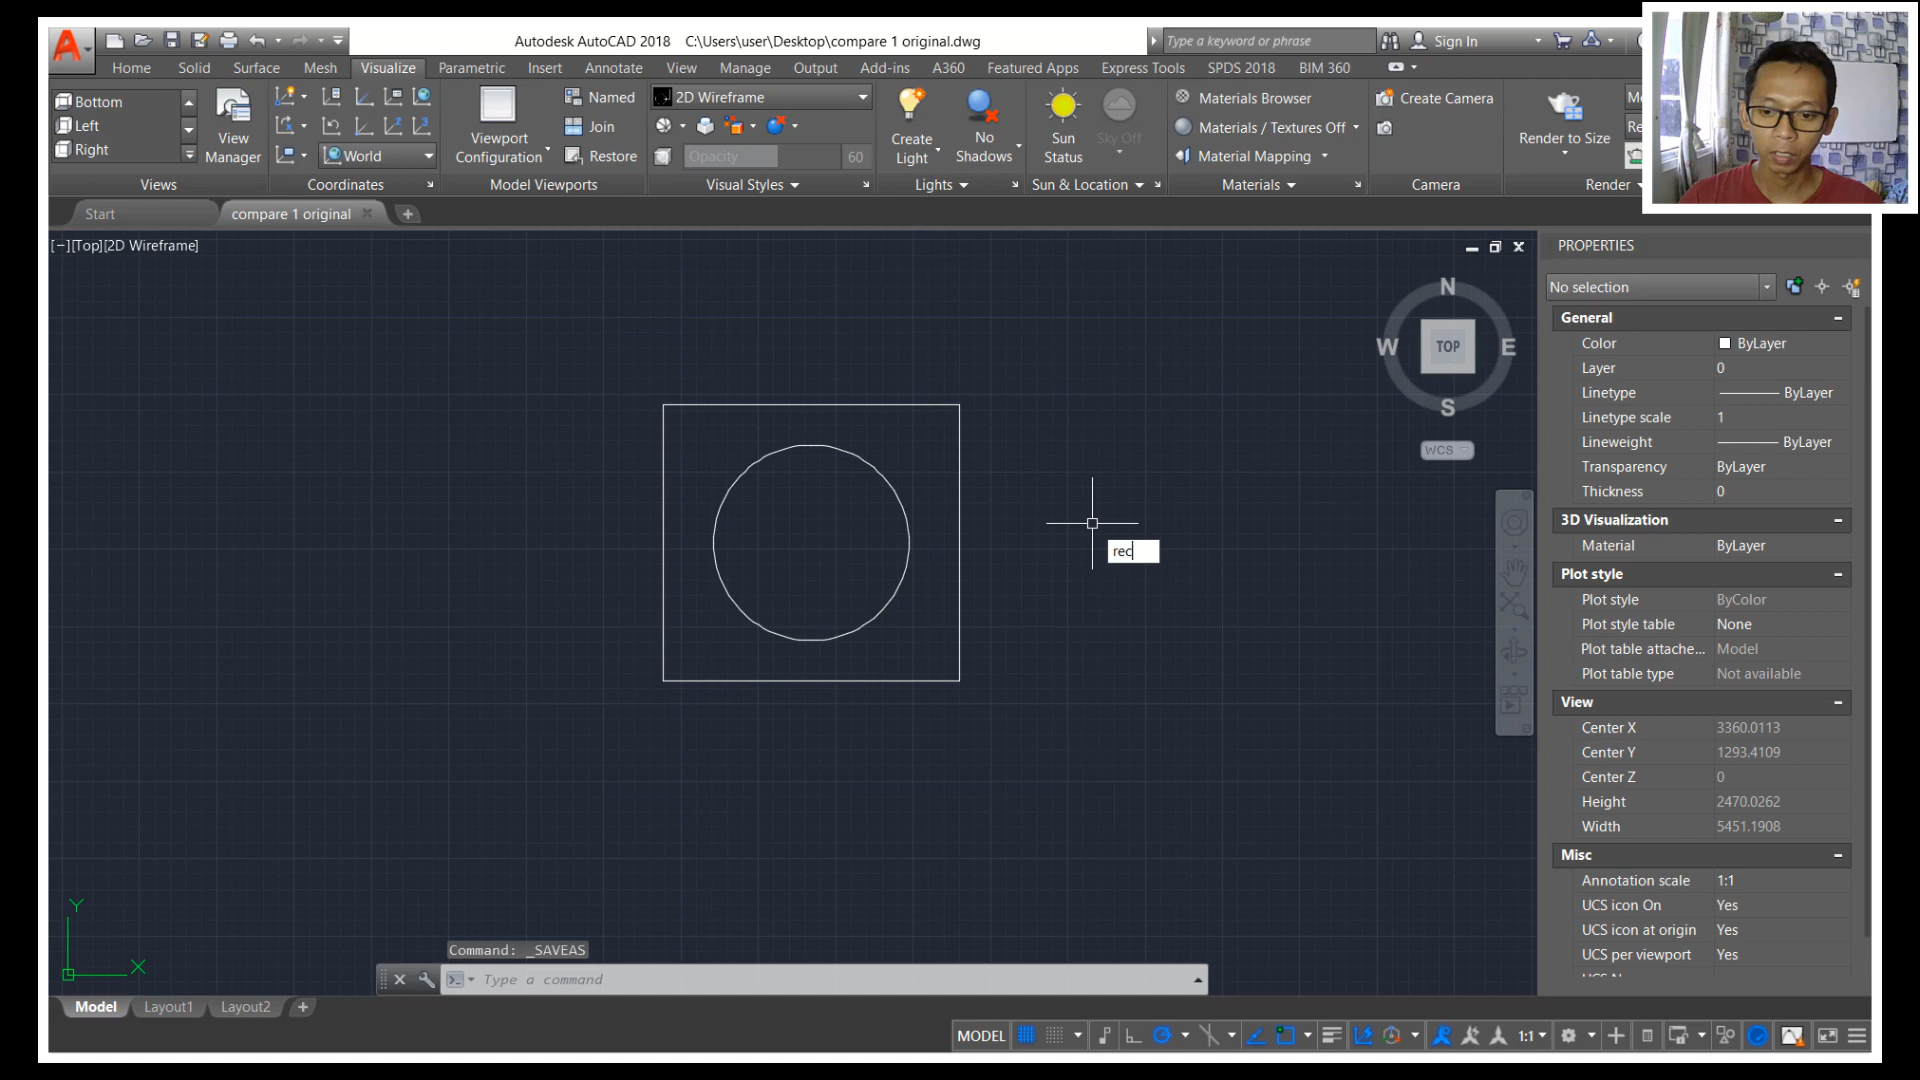 Autodesk AutoCAD 2018 C:\Users\user\Desktop\compare 1 original.dwg
Type a keyword or phrase
Sign In
Home Solid Surface Mesh Visualize Parametric Insert Annotate View Manage Output Add-ins A360 Featured Apps Express Tools SPDS 2018 BIM 360
Bottom
Left
Right
View
Manager
Views
World
Coordinates
Viewport
Configuration
Named
Join
Restore
Model Viewports
2D Wireframe
Opacity 60
Visual Styles
Create
Light
No
Shadows
Lights
Sun
Status
Sky Off
Sun & Location
Materials Browser
Materials / Textures Off
Material Mapping
Materials
Create Camera
Camera
Render to Size
Render
Start
compare 1 original
[−][Top][2D Wireframe]
N
W TOP E
S
WCS
rec
Y
X
Command: _SAVEAS
Type a command
PROPERTIES
No selection
General
Color ByLayer
Layer 0
Linetype ByLayer
Linetype scale 1
Lineweight ByLayer
Transparency ByLayer
Thickness 0
3D Visualization
Material ByLayer
Plot style
Plot style ByColor
Plot style table None
Plot table attache... Model
Plot table type Not available
View
Center X 3360.0113
Center Y 1293.4109
Center Z 0
Height 2470.0262
Width 5451.1908
Misc
Annotation scale 1:1
UCS icon On Yes
UCS icon at origin Yes
UCS per viewport Yes
Model Layout1 Layout2
MODEL 1:1